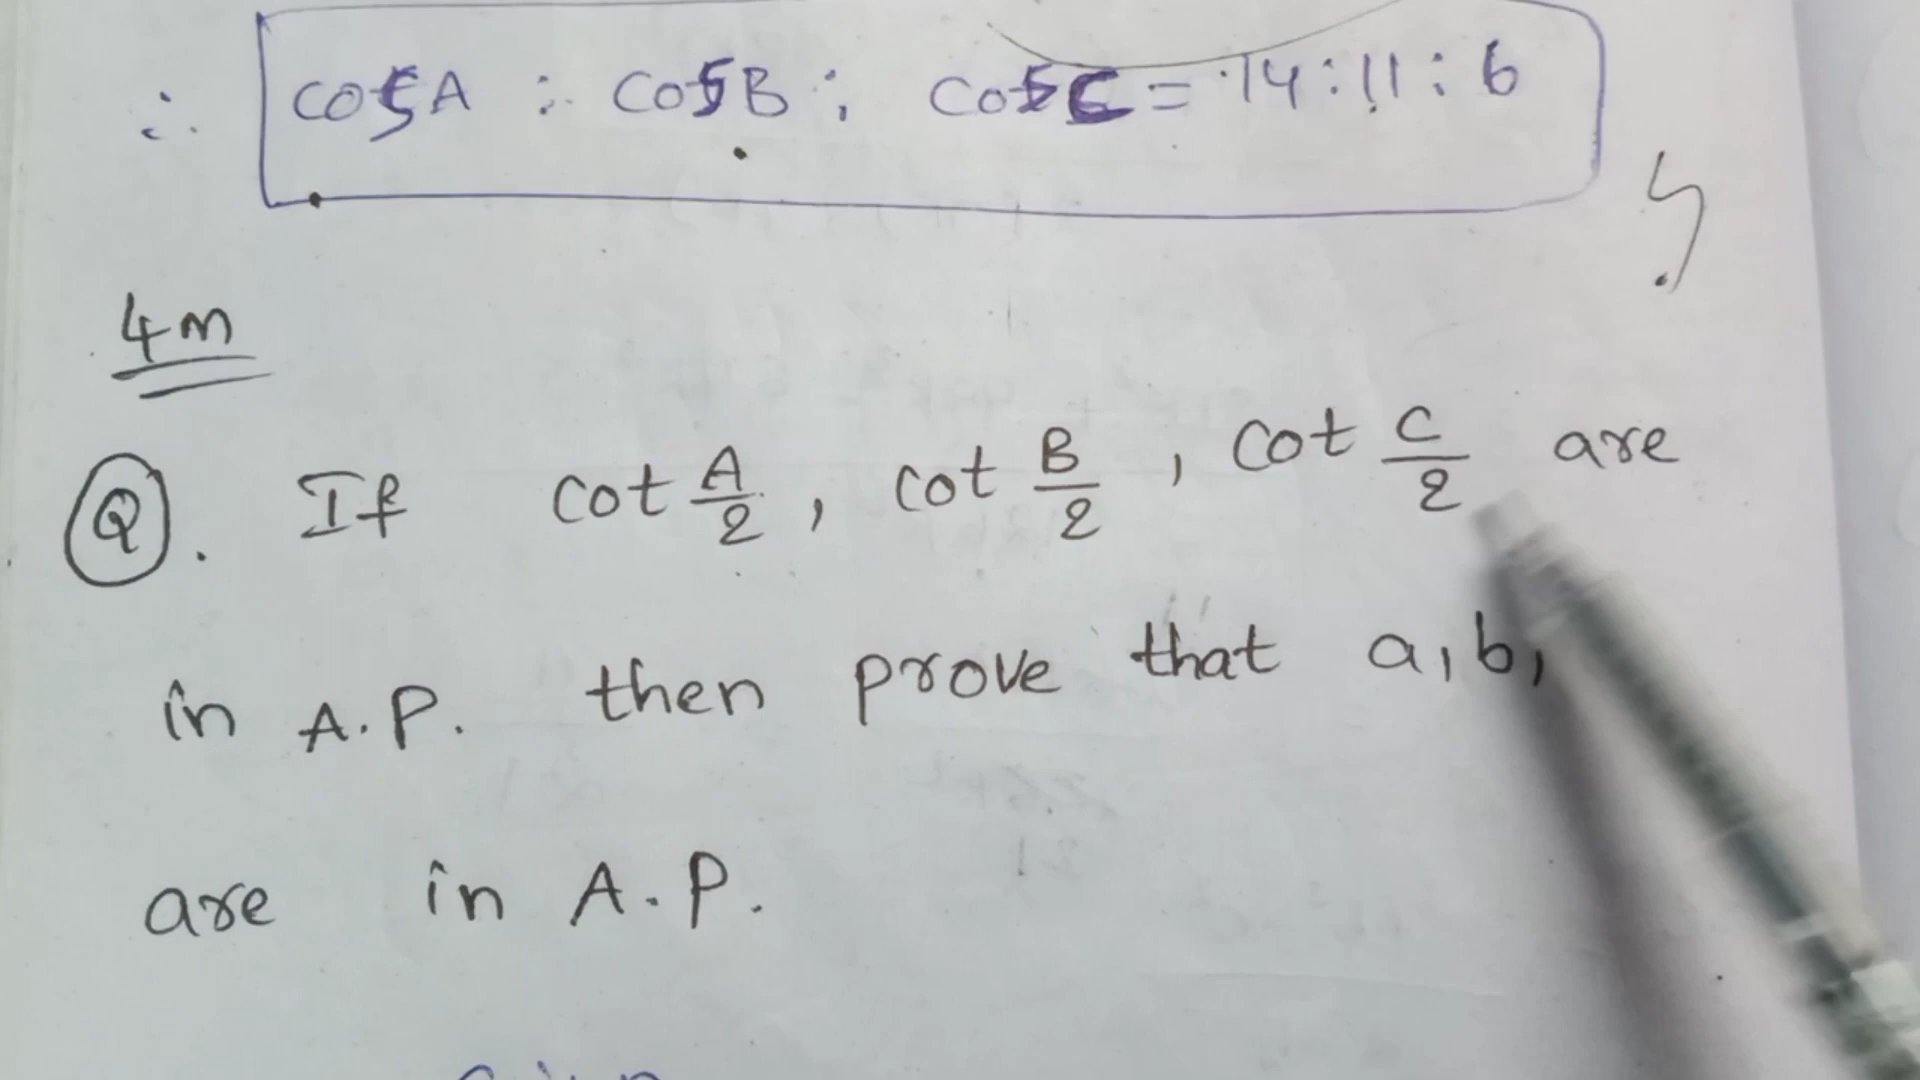 ∴ cosA : cosB : cosC = 14:11:6
4m
Q. If cot A/2, cot B/2, cot C/2 are
in A.P. then prove that a, b,
are in A.P.